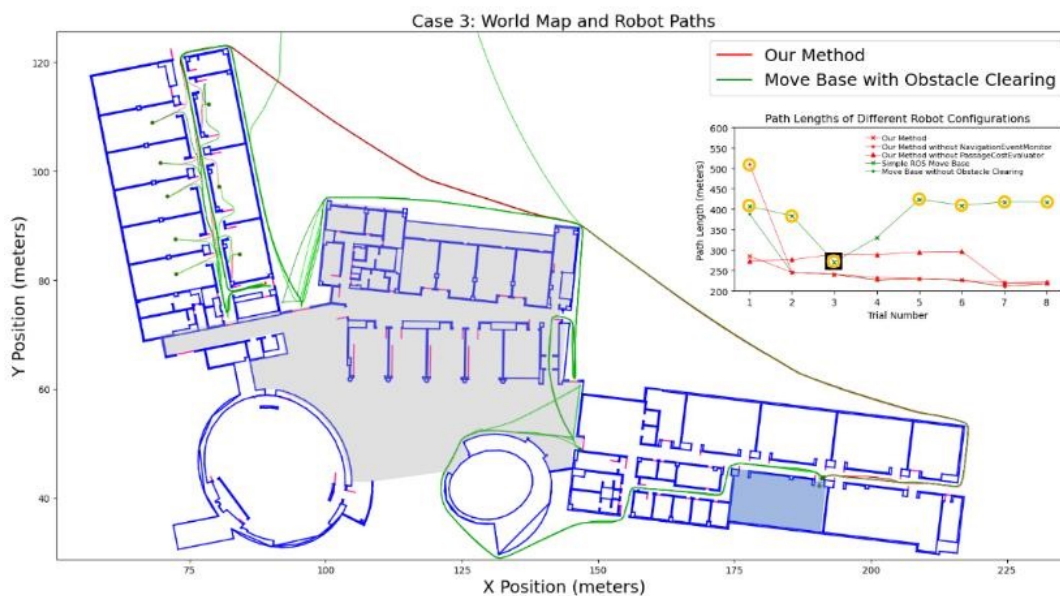 Case 3: World Map and Robot Paths
Our Method
Move Base with Obstacle Clearing
Path Lengths of Different Robot Configurations
Our Method
Our Method without NavigationEventMonitor
Our Method without PassageCostEvaluator
Simple ROS Move Base
Move Base without Obstacle Clearing
Path Length (meters)
600
550
500
450
400
350
300
250
200
1 2 3 4 5 6 7 8
Trial Number
Y Position (meters)
120
100
80
60
40
75 100 125 150 175 200 225
X Position (meters)